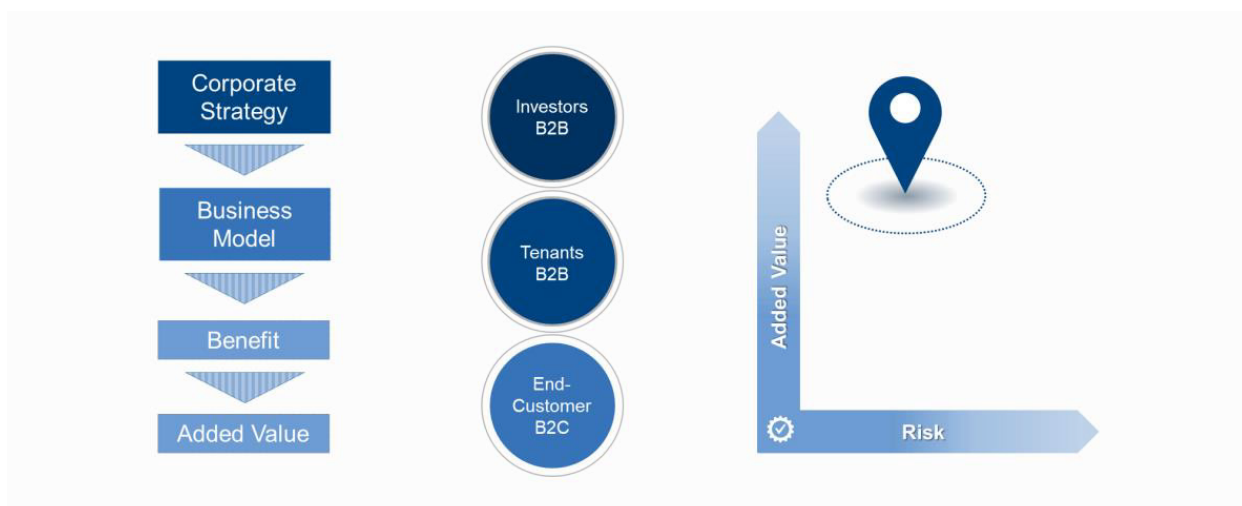 Corporate
Strategy
Business
Model
Benefit
Added Value
Investors
B2B
Tenants
B2B
End-
Customer
B2C
Added Value
Risk